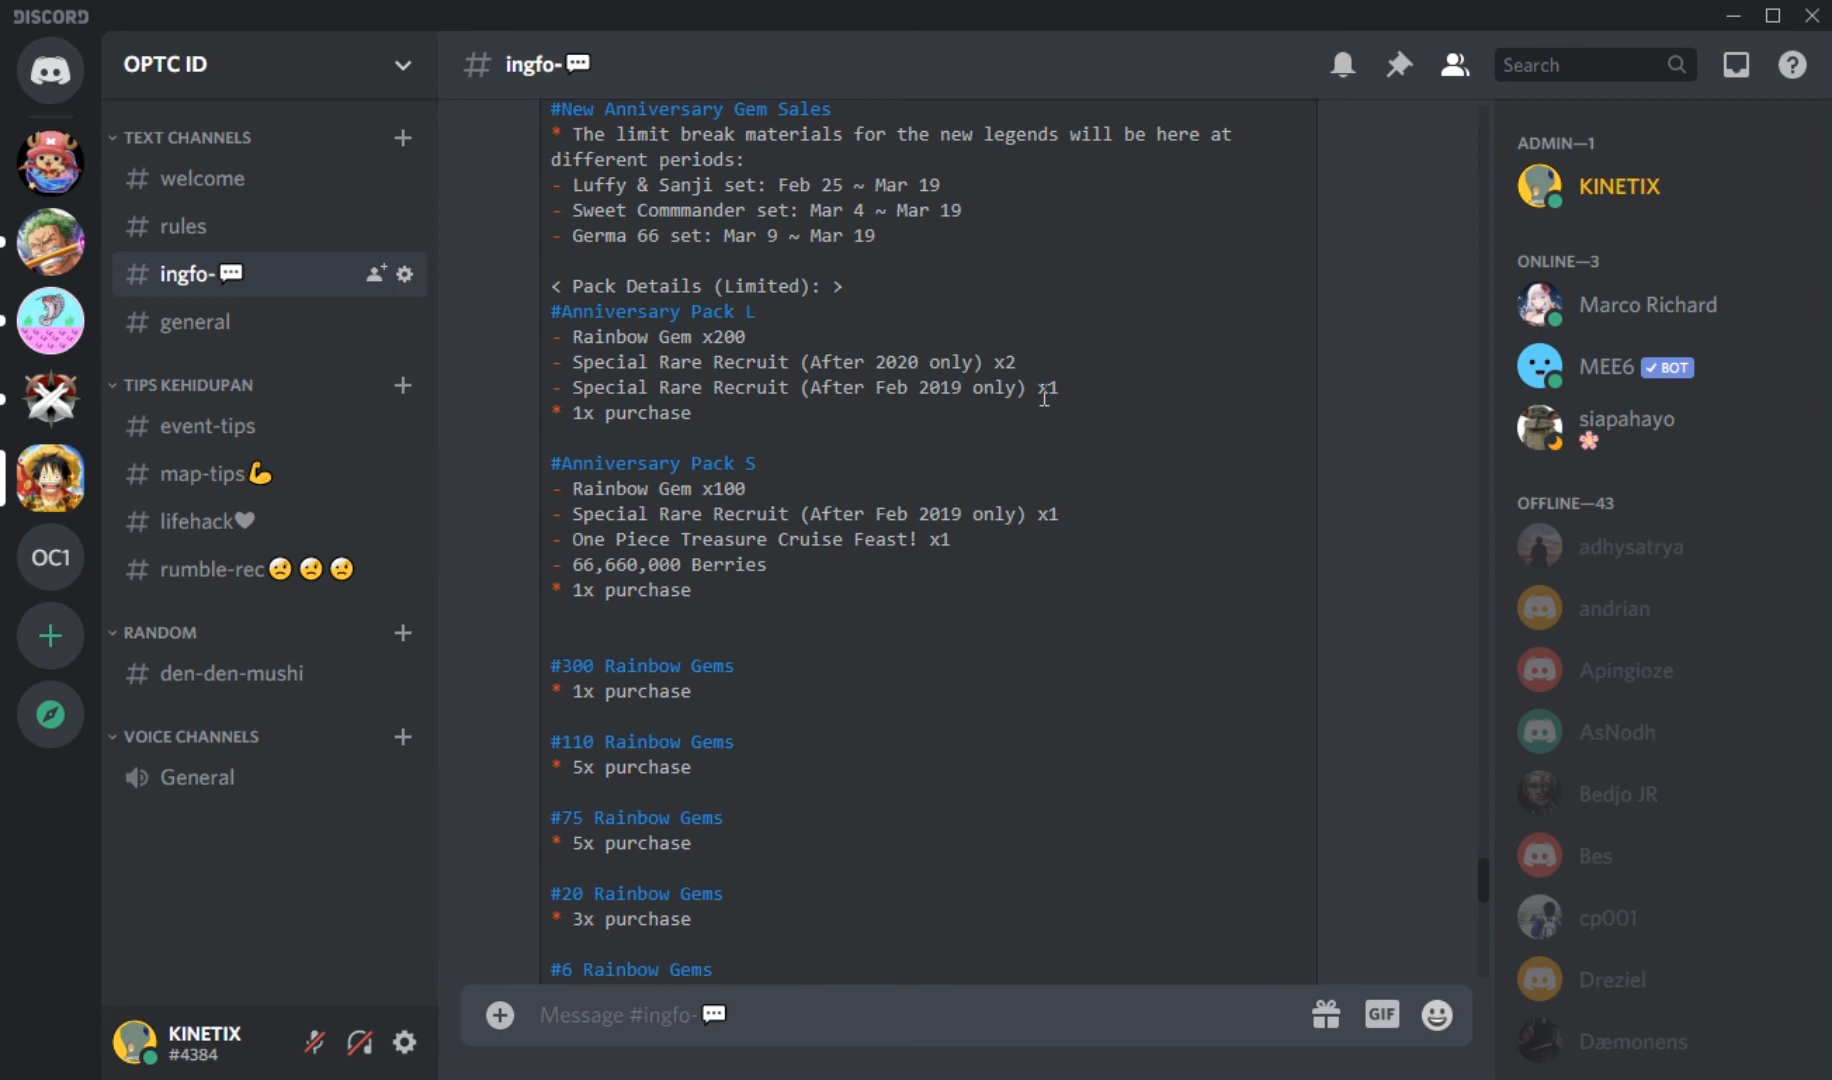 DISCORD
OPTC ID
TEXT CHANNELS
welcome
rules
ingfo-
general
TIPS KEHIDUPAN
event-tips
map-tips
lifehack
rumble-rec
RANDOM
den-den-mushi
VOICE CHANNELS
General
OC1
KINETIX
#4384
ingfo-
Search
#New Anniversary Gem Sales
* The limit break materials for the new legends will be here at
different periods:
- Luffy & Sanji set: Feb 25 ~ Mar 19
- Sweet Commmander set: Mar 4 ~ Mar 19
- Germa 66 set: Mar 9 ~ Mar 19
< Pack Details (Limited): >
#Anniversary Pack L
- Rainbow Gem x200
- Special Rare Recruit (After 2020 only) x2
- Special Rare Recruit (After Feb 2019 only) x1
* 1x purchase
#Anniversary Pack S
- Rainbow Gem x100
- Special Rare Recruit (After Feb 2019 only) x1
- One Piece Treasure Cruise Feast! x1
- 66,660,000 Berries
* 1x purchase
#300 Rainbow Gems
* 1x purchase
#110 Rainbow Gems
* 5x purchase
#75 Rainbow Gems
* 5x purchase
#20 Rainbow Gems
* 3x purchase
#6 Rainbow Gems
Message #ingfo-
GIF
ADMIN—1
KINETIX
ONLINE—3
Marco Richard
MEE6 ✓ BOT
siapahayo
OFFLINE—43
adhysatrya
andrian
Apingioze
AsNodh
Bedjo JR
Bes
cp001
Dreziel
Dæmonens